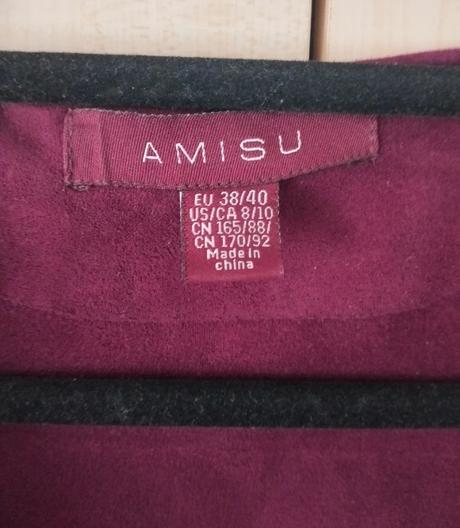 AMISU
EU 38/40
US/CA 8/10
CN 165/88/
CN 170/92
Made in
china